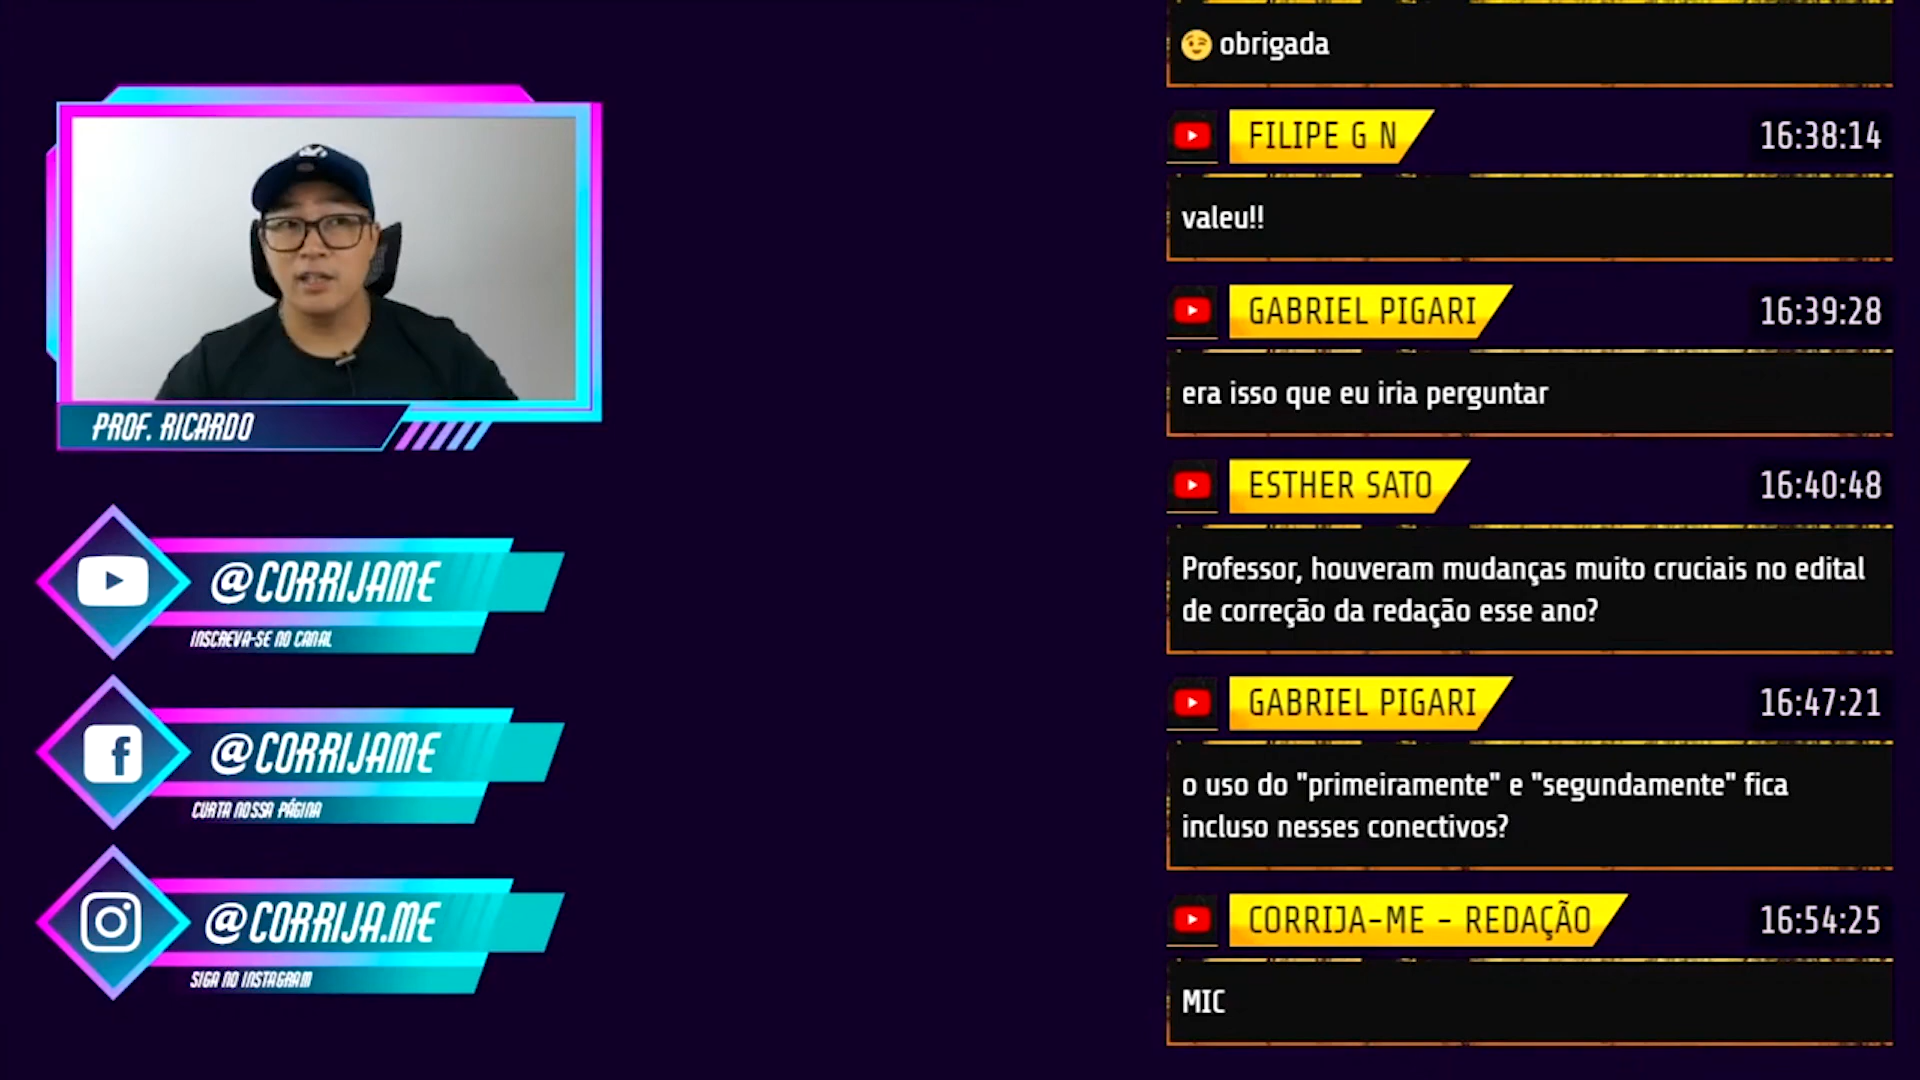 PROF. RICARDO
@CORRIJAME
INSCREVA-SE NO CANAL
@CORRIJAME
CURTA NOSSA PÁGINA
@CORRIJA.ME
SIGA NO INSTAGRAM
😉 obrigada
FILIPE G N 16:38:14
valeu!!
GABRIEL PIGARI 16:39:28
era isso que eu iria perguntar
ESTHER SATO 16:40:48
Professor, houveram mudanças muito cruciais no edital
de correção da redação esse ano?
GABRIEL PIGARI 16:47:21
o uso do "primeiramente" e "segundamente" fica
incluso nesses conectivos?
CORRIJA-ME - REDAÇÃO 16:54:25
MIC